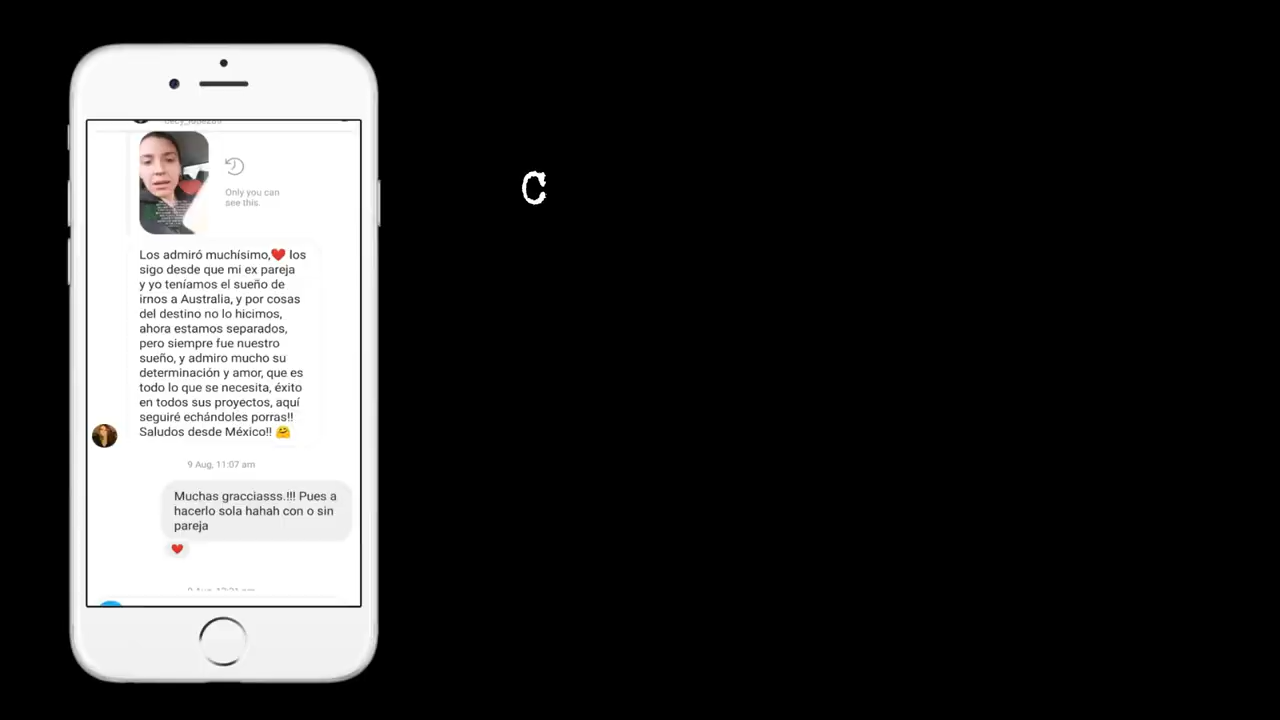 Only you can
see this.
Los admiró muchísimo,❤️ los
sigo desde que mi ex pareja
y yo teníamos el sueño de
irnos a Australia, y por cosas
del destino no lo hicimos,
ahora estamos separados,
pero siempre fue nuestro
sueño, y admiro mucho su
determinación y amor, que es
todo lo que se necesita, éxito
en todos sus proyectos, aquí
seguiré echándoles porras!!
Saludos desde México!! 🤗
9 Aug, 11:07 am
Muchas gracciasss.!!! Pues a
hacerlo sola hahah con o sin
pareja
❤️
C